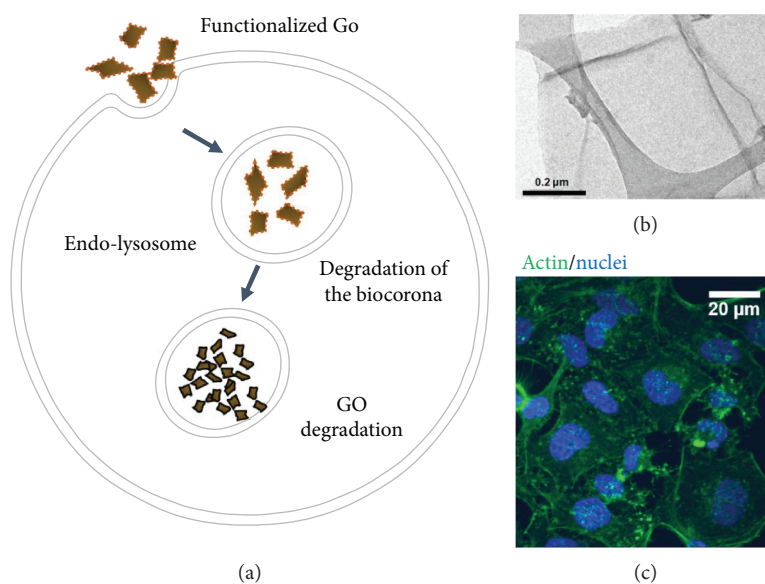 Functionalized Go
Endo-lysosome
Degradation of
the biocorona
GO
degradation
(a)
0.2 µm
(b)
Actin/nuclei
20 µm
(c)